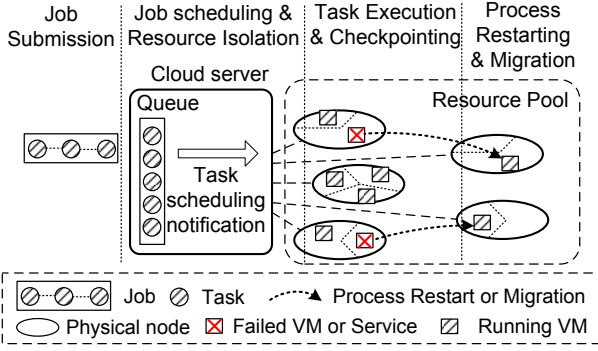 Job Submission
Job scheduling & Resource Isolation
Task Execution & Checkpointing
Process Restarting & Migration
Cloud server
Queue
Resource Pool
Task scheduling notification
Job
Task
Process Restart or Migration
Physical node
Failed VM or Service
Running VM